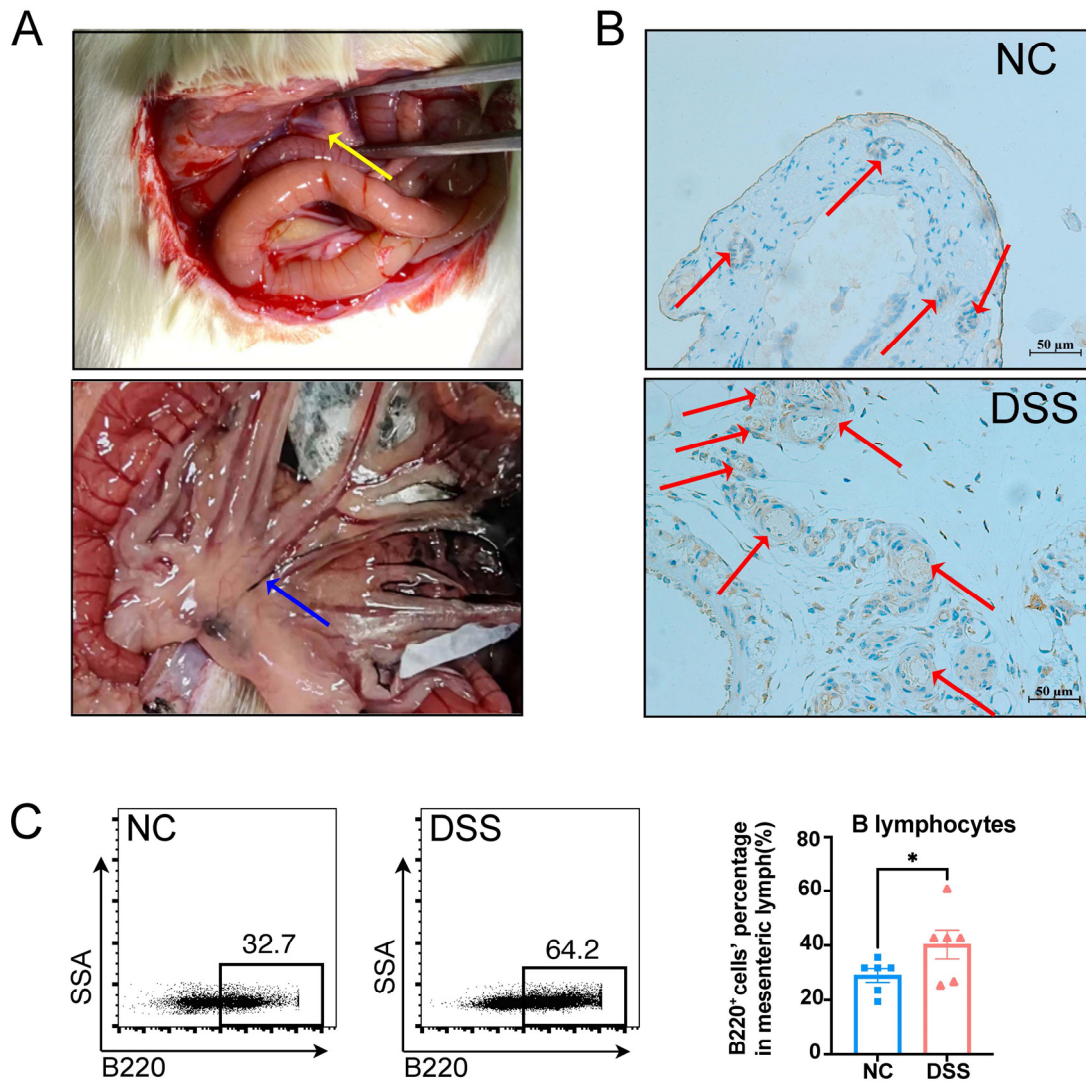 A
B
NC
50 µm
DSS
50 µm
C
NC
32.7
SSA
B220
DSS
64.2
SSA
B220
B lymphocytes
B220⁺ cells' percentage
in mesenteric lymph(%)
80
60
40
20
0
*
NC
DSS